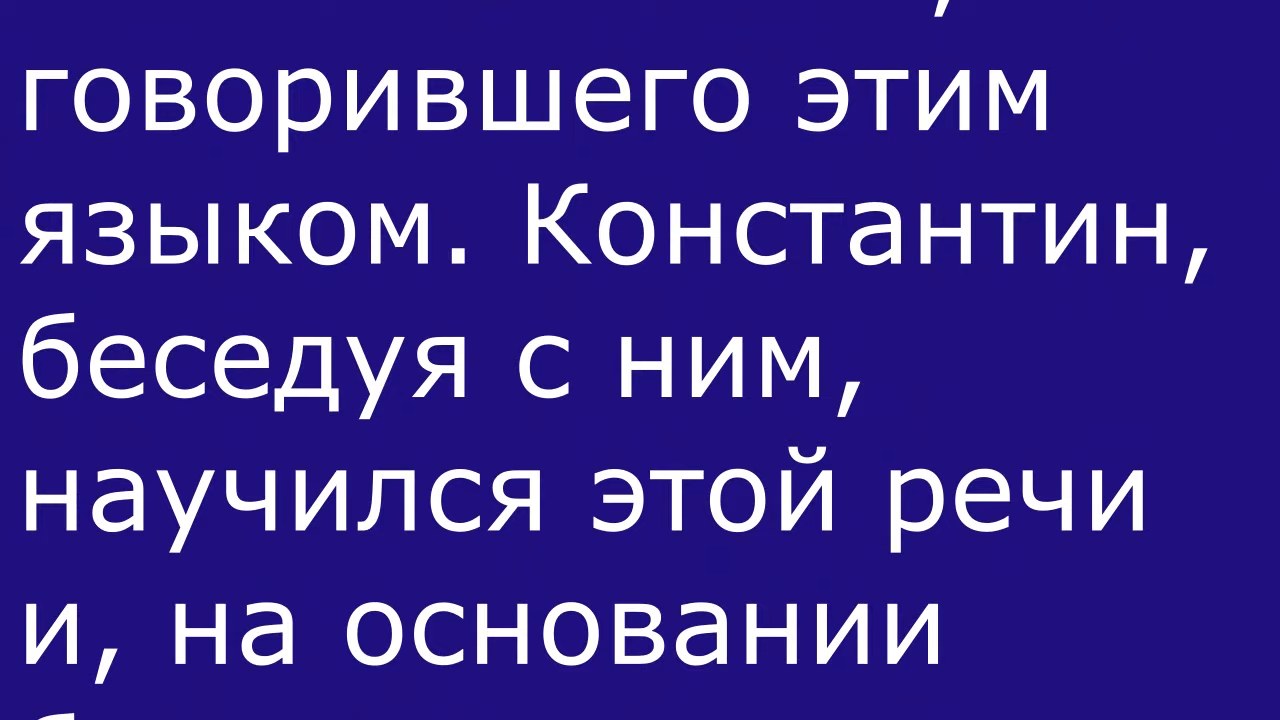 говорившего этим
языком. Константин,
беседуя с ним,
научился этой речи
и, на основании